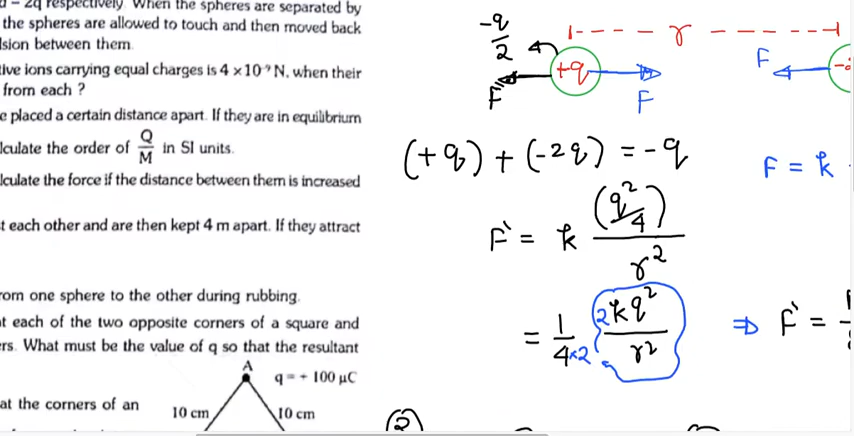 – 2q respectively. When the spheres are separated by
the spheres are allowed to touch and then moved back
lsion between them.
tive ions carrying equal charges is 4 × 10⁻⁹ N, when their
from each ?
e placed a certain distance apart. If they are in equilibrium
lculate the order of Q/M in SI units.
lculate the force if the distance between them is increased
t each other and are then kept 4 m apart. If they attract
rom one sphere to the other during rubbing.
at each of the two opposite corners of a square and
ers. What must be the value of q so that the resultant
A
q = + 100 μC
at the corners of an
10 cm
10 cm
-q/2
r
+q
F'
F
F
(+q) + (-2q) = -q
F = k
F' = k (q²/4)/r²
= 1/4×2 2kq²/r² ⇒ F' =
(2)